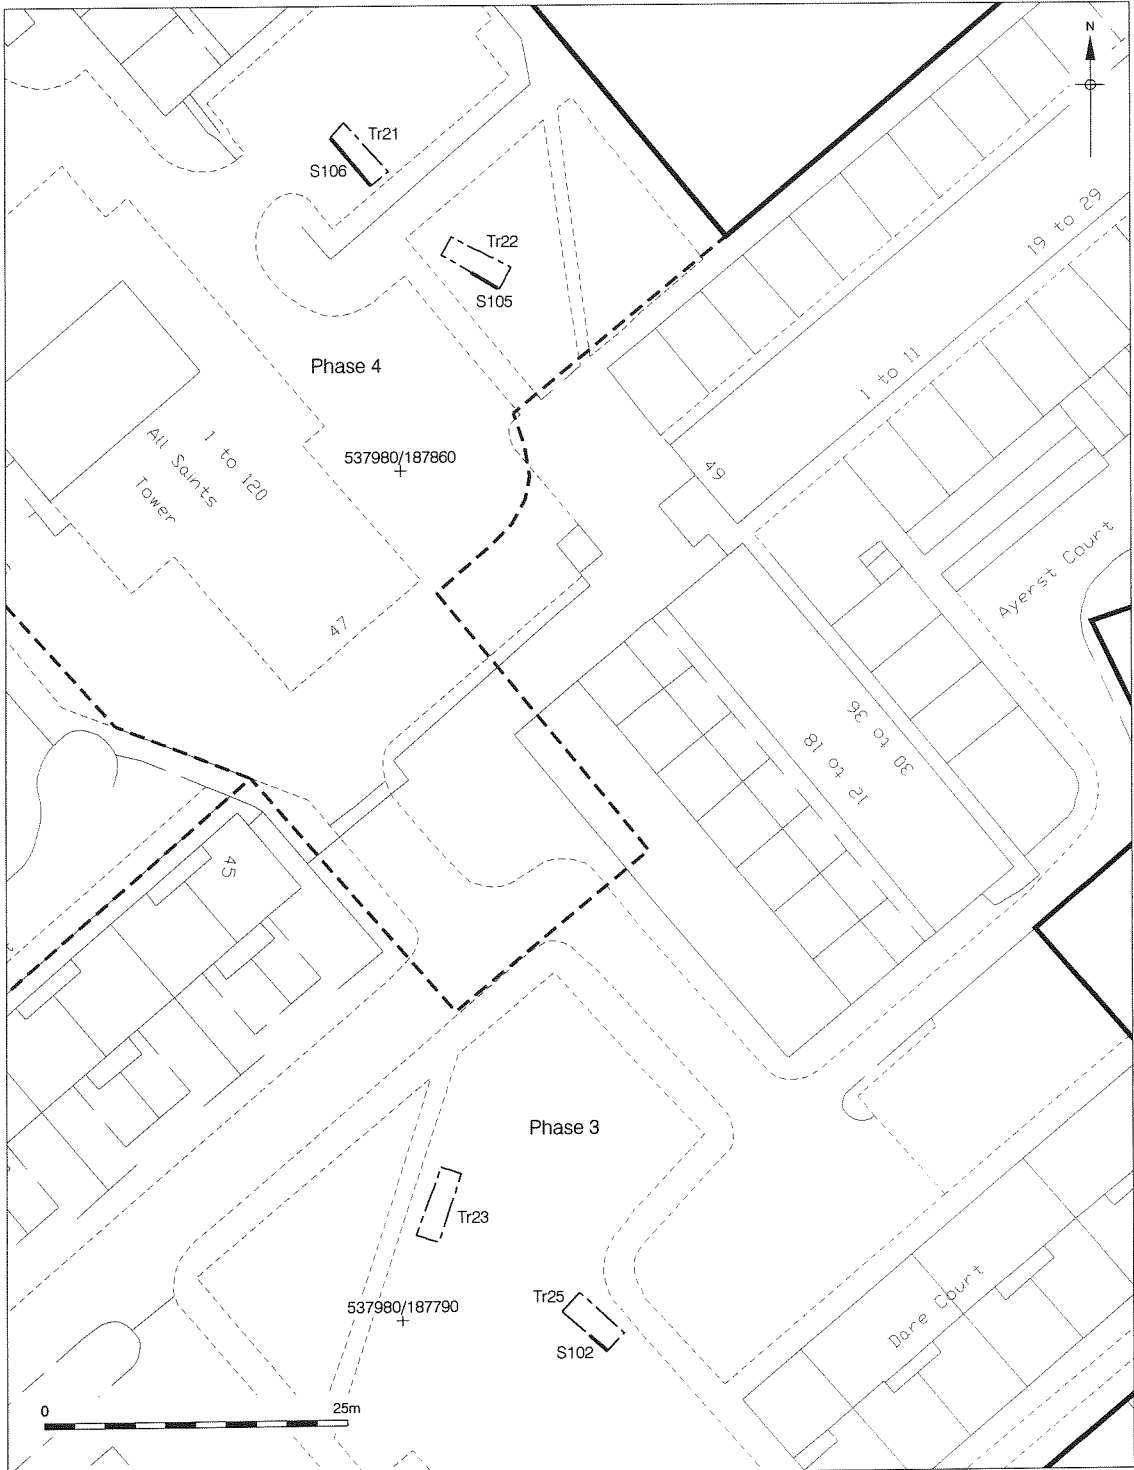 N
Tr21
S106
19 to 29
Tr22
S105
Phase 4
1 to 11
1 to 120
All Saints
Tower
537980/187860
49
Ayerst Court
47
30 to 36
12 to 18
45
Phase 3
Tr23
537980/187790
Tr25
S102
Dare Court
0
25m